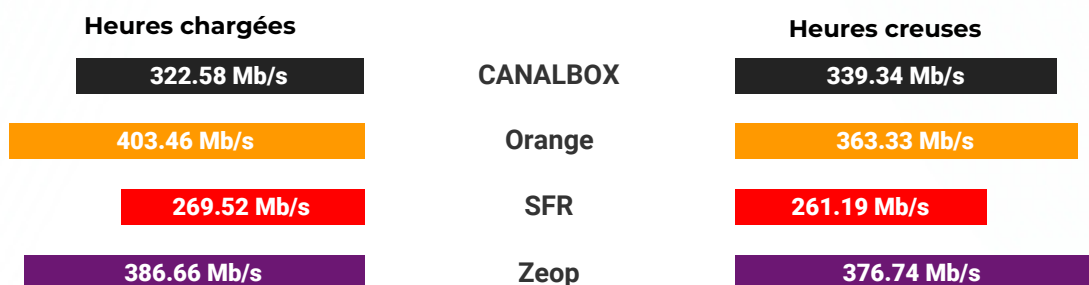 Heures chargées Heures creuses
322.58 Mb/s CANALBOX 339.34 Mb/s
403.46 Mb/s Orange 363.33 Mb/s
269.52 Mb/s SFR 261.19 Mb/s
386.66 Mb/s Zeop 376.74 Mb/s